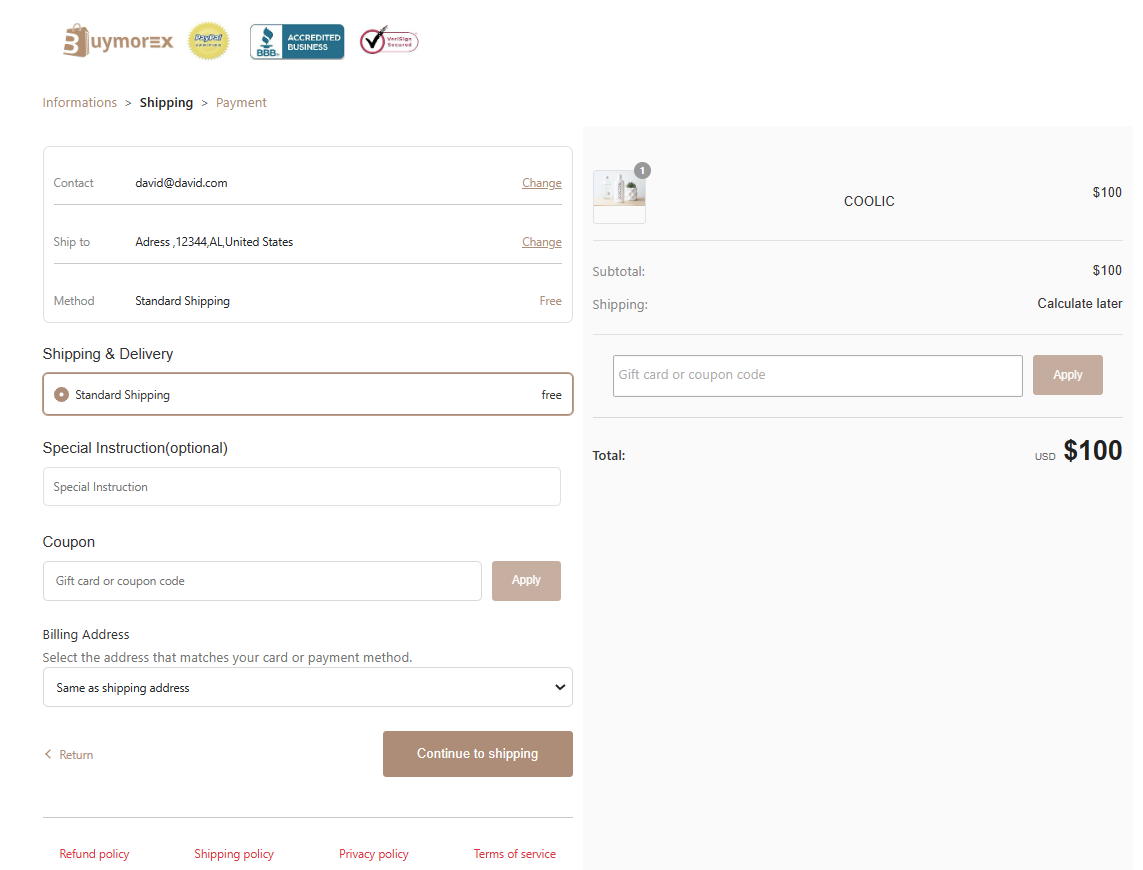 Buymorex
PayPal
BBB.
ACCREDITED
BUSINESS
VeriSign
Secured
Informations > Shipping > Payment
Contact david@david.com Change
Ship to Adress ,12344,AL,United States Change
Method Standard Shipping Free
Shipping & Delivery
Standard Shipping free
Special Instruction(optional)
Special Instruction
Coupon
Gift card or coupon code Apply
Billing Address
Select the address that matches your card or payment method.
Same as shipping address
Return Continue to shipping
Refund policy Shipping policy Privacy policy Terms of service
1
COOLIC $100
Subtotal: $100
Shipping: Calculate later
Gift card or coupon code Apply
Total: USD $100